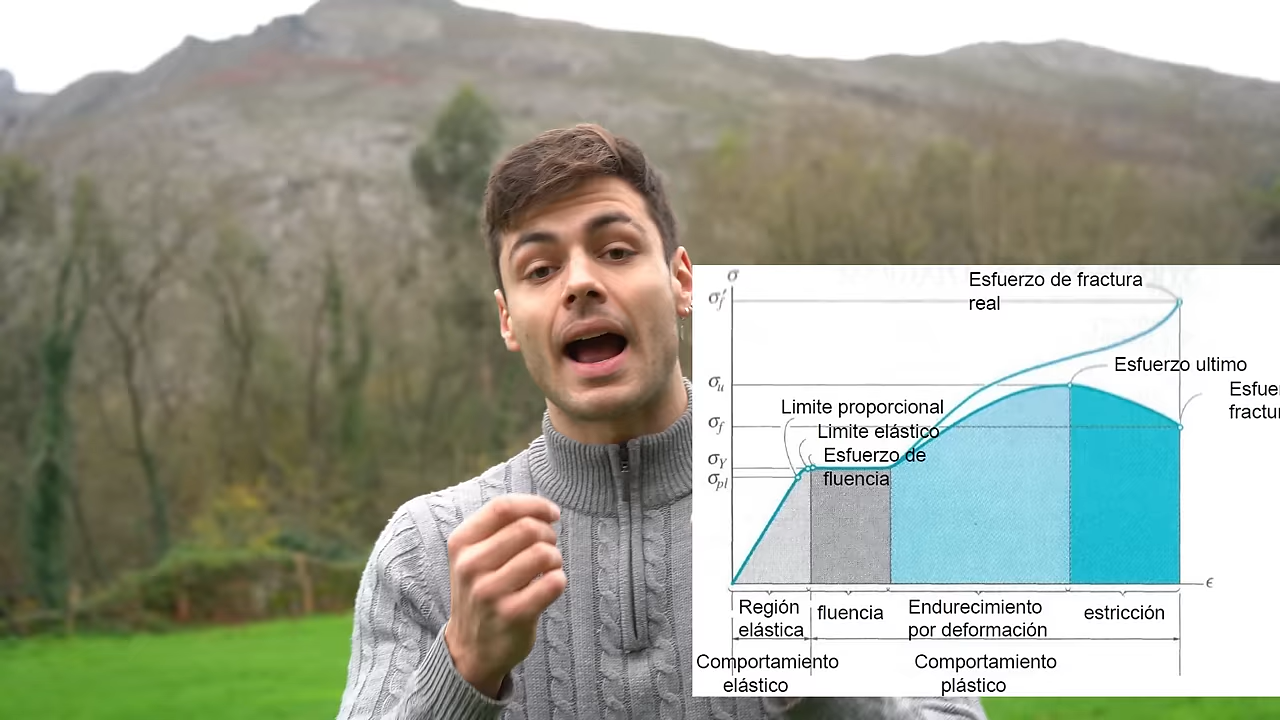 σ
σ'f
Esfuerzo de fractura
real
σu
Esfuerzo ultimo
σf
Limite proporcional
Limite elástico
σY
Esfuerzo de
σpl
fluencia
ϵ
Región
elástica
fluencia
Endurecimiento
por deformación
estricción
Comportamiento
elástico
Comportamiento
plástico